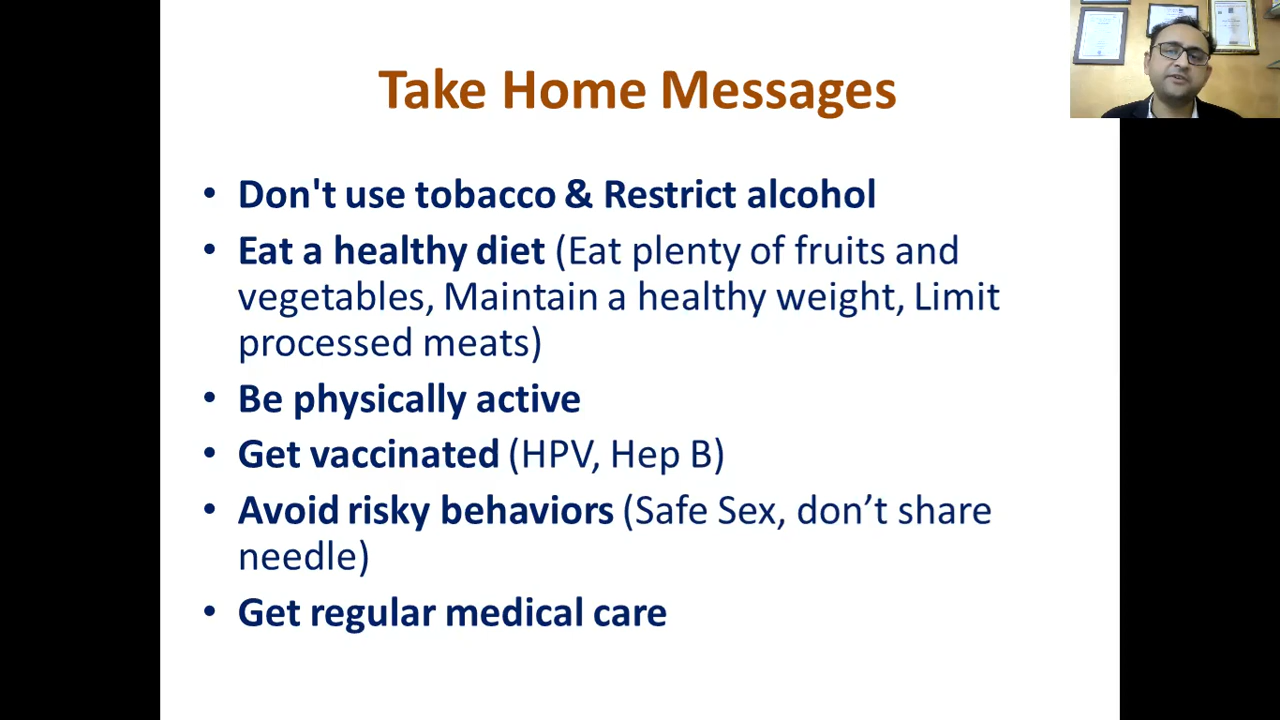 Take Home Messages
• Don't use tobacco & Restrict alcohol
• Eat a healthy diet (Eat plenty of fruits and
vegetables, Maintain a healthy weight, Limit
processed meats)
• Be physically active
• Get vaccinated (HPV, Hep B)
• Avoid risky behaviors (Safe Sex, don’t share
needle)
• Get regular medical care